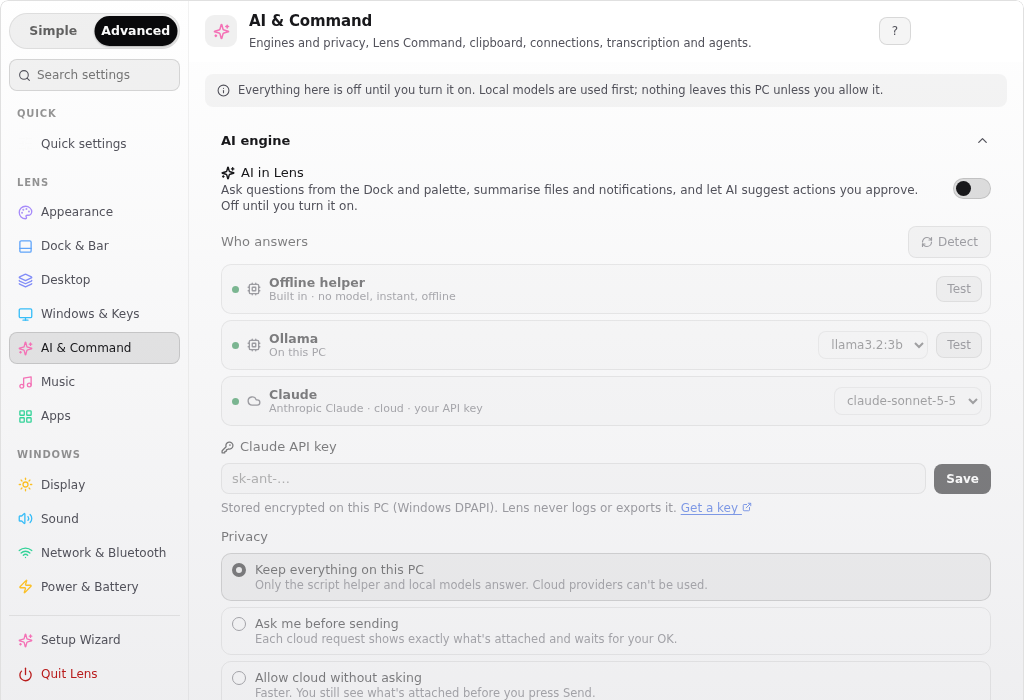 Simple
Advanced
Search settings
QUICK
Quick settings
LENS
Appearance
Dock & Bar
Desktop
Windows & Keys
AI & Command
Music
Apps
WINDOWS
Display
Sound
Network & Bluetooth
Power & Battery
Setup Wizard
Quit Lens
AI & Command
Engines and privacy, Lens Command, clipboard, connections, transcription and agents.
?
Everything here is off until you turn it on. Local models are used first; nothing leaves this PC unless you allow it.
AI engine
AI in Lens
Ask questions from the Dock and palette, summarise files and notifications, and let AI suggest actions you approve.
Off until you turn it on.
Who answers
Detect
Offline helper
Built in · no model, instant, offline
Test
Ollama
On this PC
llama3.2:3b
Test
Claude
Anthropic Claude · cloud · your API key
claude-sonnet-5-5
Claude API key
sk-ant-...
Save
Stored encrypted on this PC (Windows DPAPI). Lens never logs or exports it. Get a key
Privacy
Keep everything on this PC
Only the script helper and local models answer. Cloud providers can't be used.
Ask me before sending
Each cloud request shows exactly what's attached and waits for your OK.
Allow cloud without asking
Faster. You still see what's attached before you press Send.